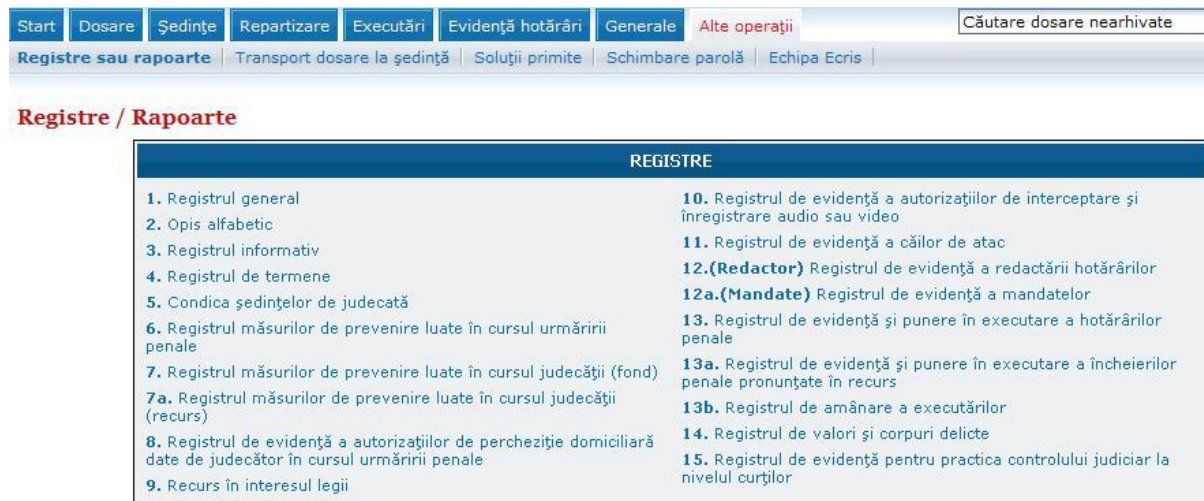 Start Dosare Şedinţe Repartizare Executări Evidenţă hotărâri Generale Alte operaţii Căutare dosare nearhivate
Registre sau rapoarte Transport dosare la şedinţă Soluţii primite Schimbare parolă Echipa Ecris
Registre / Rapoarte
REGISTRE
1. Registrul general
2. Opis alfabetic
3. Registrul informativ
4. Registrul de termene
5. Condica şedinţelor de judecată
6. Registrul măsurilor de prevenire luate în cursul urmăririi
penale
7. Registrul măsurilor de prevenire luate în cursul judecăţii (fond)
7a. Registrul măsurilor de prevenire luate în cursul judecăţii
(recurs)
8. Registrul de evidenţă a autorizaţiilor de percheziţie domiciliară
date de judecător în cursul urmăririi penale
9. Recurs în interesul legii
10. Registrul de evidenţă a autorizaţiilor de interceptare şi
înregistrare audio sau video
11. Registrul de evidenţă a căilor de atac
12.(Redactor) Registrul de evidenţă a redactării hotărârilor
12a.(Mandate) Registrul de evidenţă a mandatelor
13. Registrul de evidenţă şi punere în executare a hotărârilor
penale
13a. Registrul de evidenţă şi punere în executare a încheierilor
penale pronunţate în recurs
13b. Registrul de amânare a executărilor
14. Registrul de valori şi corpuri delicte
15. Registrul de evidenţă pentru practica controlului judiciar la
nivelul curţilor